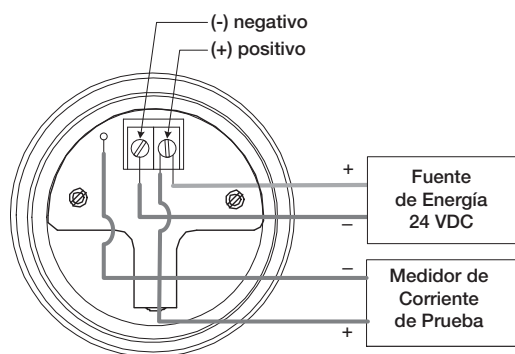 (-) negativo
(+) positivo
+
Fuente
de Energía
24 VDC
–
–
Medidor de
Corriente
de Prueba
+